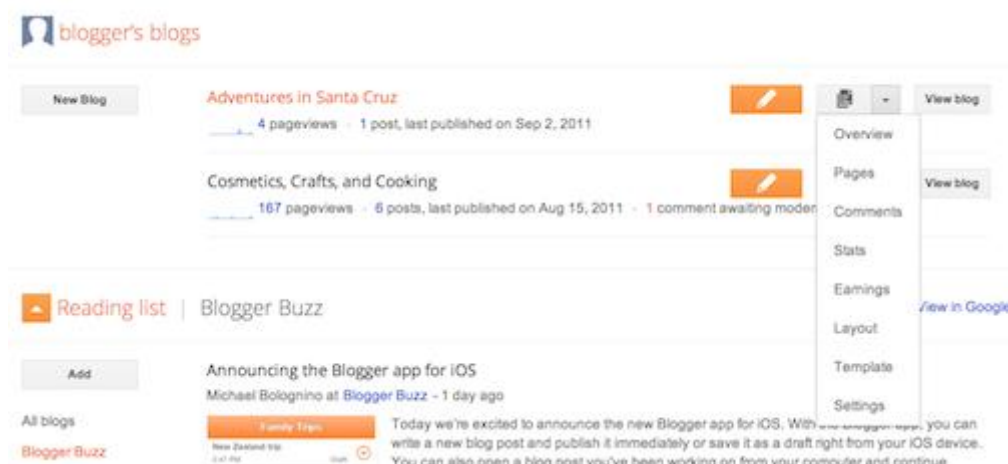 blogger's blogs
New Blog
Adventures in Santa Cruz
View blog
4 pageviews · 1 post, last published on Sep 2, 2011
Overview
Pages
Cosmetics, Crafts, and Cooking
View blog
167 pageviews · 6 posts, last published on Aug 15, 2011 · 1 comment awaiting moder
Comments
Stats
Earnings
Reading list | Blogger Buzz
View in Google
Layout
Add
Announcing the Blogger app for iOS
Template
Michael Bolognino at Blogger Buzz - 1 day ago
Settings
All blogs
Family Trips
Today we're excited to announce the new Blogger app for iOS. With the Blogger app, you can
New Zealand trip
write a new blog post and publish it immediately or save it as a draft right from your iOS device.
Blogger Buzz
You can also open a blog post you've been working on from your computer and continue